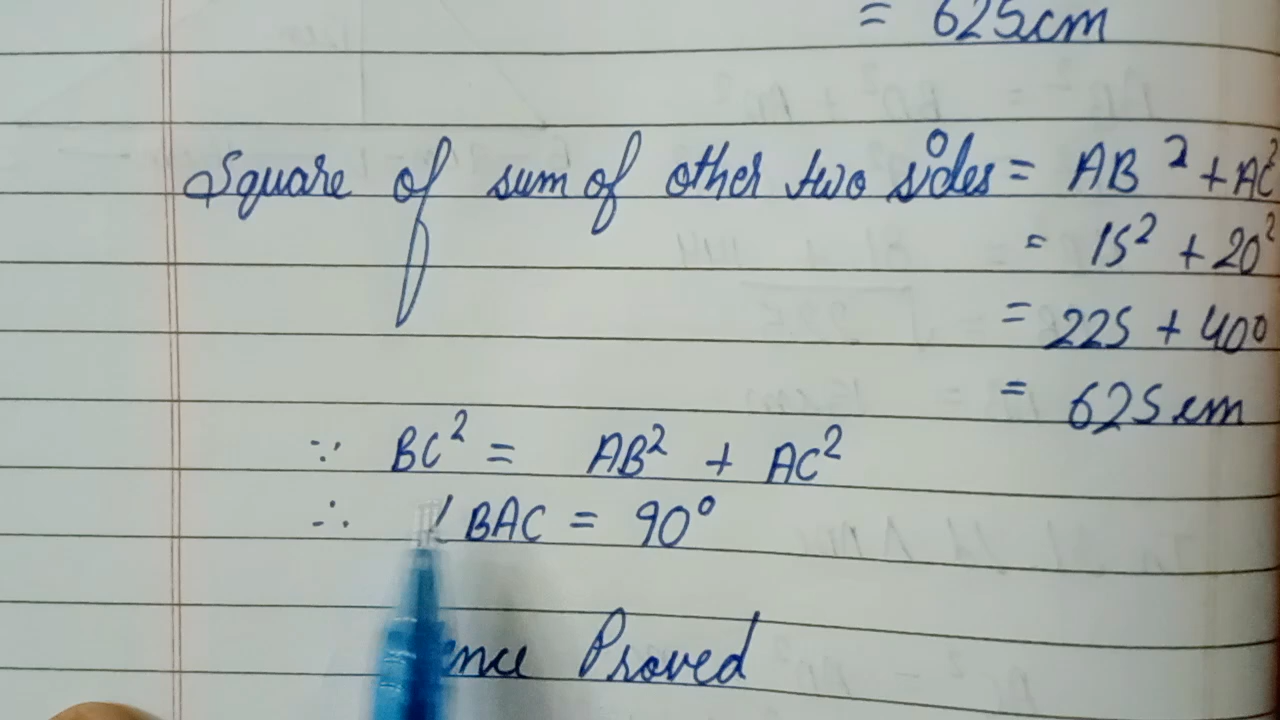 = 625cm
Square of sum of other two sides = AB² + AC²
= 15² + 20²
= 225 + 400
= 625 cm
∵ BC² = AB² + AC²
∴ ∠BAC = 90°
ence Proved